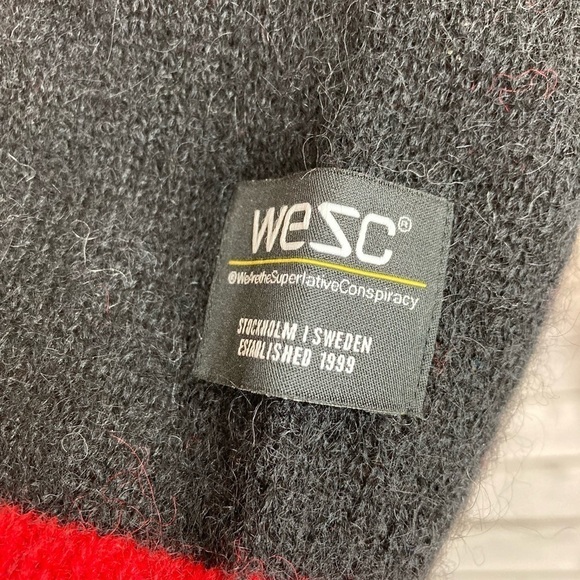 wesc®
®WeAretheSuperlativeConspiracy
STOCKHOLM | SWEDEN
ESTABLISHED 1999